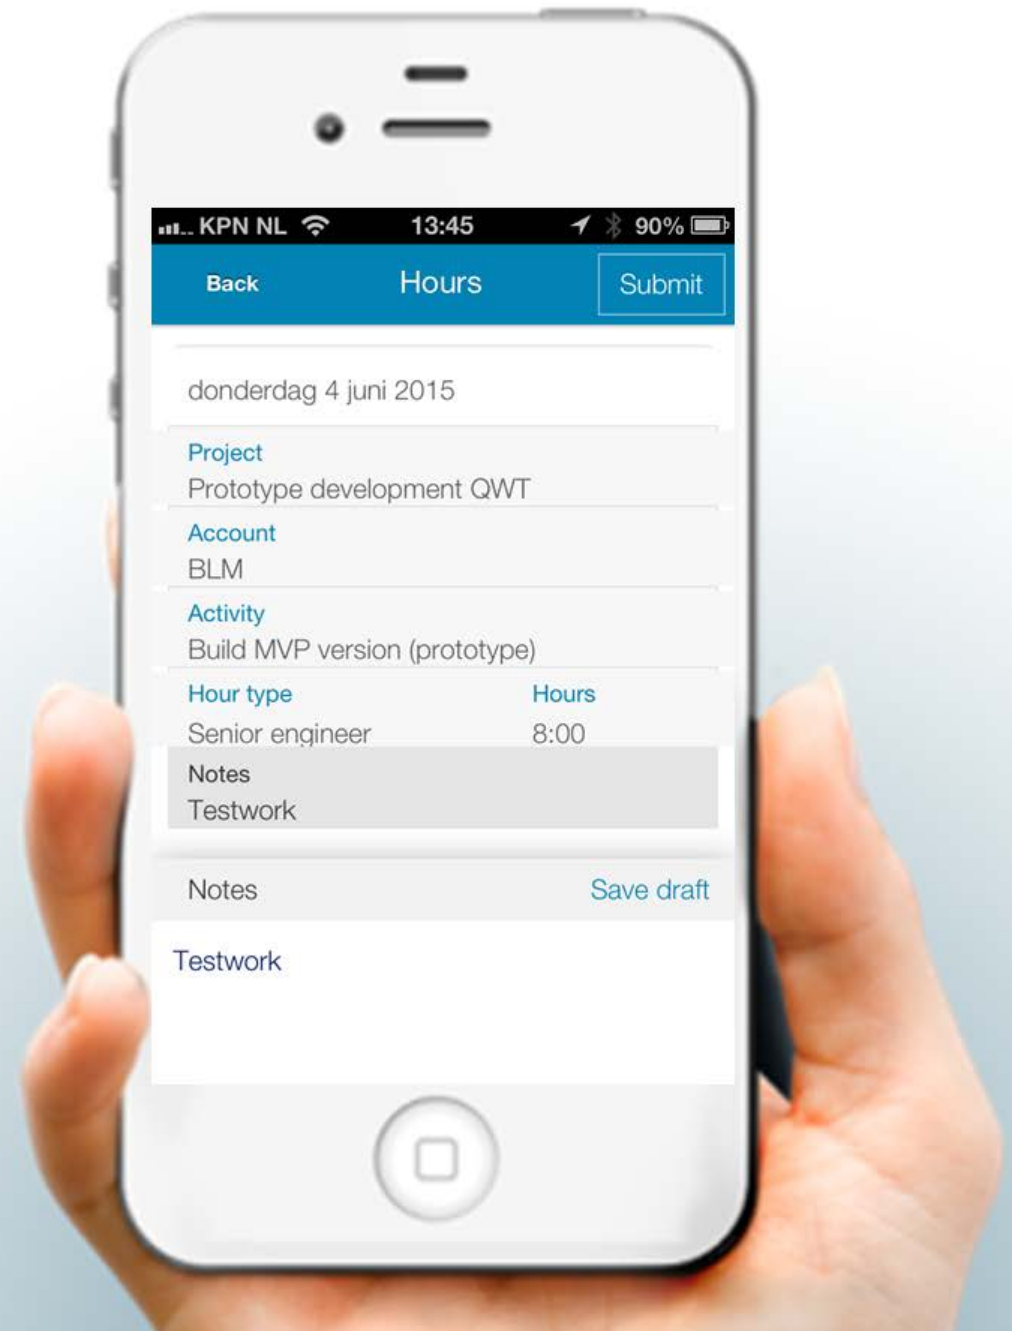 KPN NL 13:45 90%
Back Hours Submit
donderdag 4 juni 2015
Project
Prototype development QWT
Account
BLM
Activity
Build MVP version (prototype)
Hour type Hours
Senior engineer 8:00
Notes
Testwork
Notes Save draft
Testwork